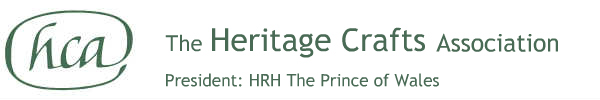 hca
The Heritage Crafts Association
President: HRH The Prince of Wales